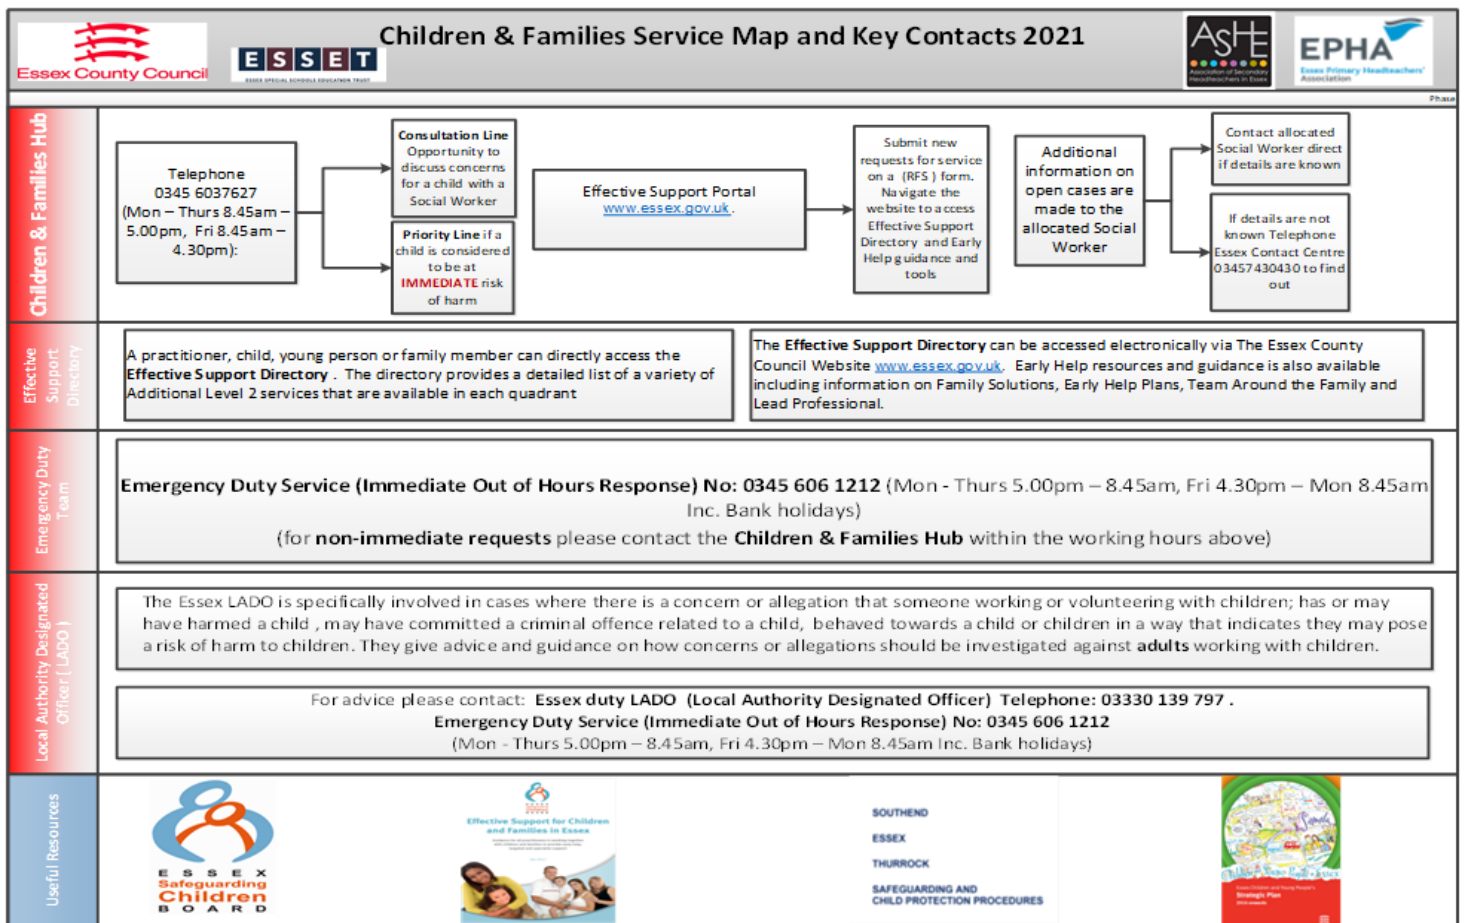 Children & Families Service Map and Key Contacts 2021
Essex County Council
ESSET
ESSEX SPECIAL SCHOOLS EDUCATION TRUST
ASHE
Association of Secondary
Headteachers in Essex
EPHA
Essex Primary Headteachers'
Association
Phase
Children & Families Hub
Telephone
0345 6037627
(Mon – Thurs 8.45am –
5.00pm, Fri 8.45am –
4.30pm):
Consultation Line
Opportunity to
discuss concerns
for a child with a
Social Worker
Priority Line if a
child is considered
to be at
IMMEDIATE risk
of harm
Effective Support Portal
www.essex.gov.uk.
Submit new
requests for service
on a (RFS ) form.
Navigate the
website to access
Effective Support
Directory and Early
Help guidance and
tools
Additional
information on
open cases are
made to the
allocated Social
Worker
Contact allocated
Social Worker direct
if details are known
If details are not
known Telephone
Essex Contact Centre
03457430430 to find
out
Effective
Support
Directory
A practitioner, child, young person or family member can directly access the
Effective Support Directory . The directory provides a detailed list of a variety of
Additional Level 2 services that are available in each quadrant
The Effective Support Directory can be accessed electronically via The Essex County
Council Website www.essex.gov.uk. Early Help resources and guidance is also available
including information on Family Solutions, Early Help Plans, Team Around the Family and
Lead Professional.
Emergency Duty
Team
Emergency Duty Service (Immediate Out of Hours Response) No: 0345 606 1212 (Mon - Thurs 5.00pm – 8.45am, Fri 4.30pm – Mon 8.45am
Inc. Bank holidays)
(for non-immediate requests please contact the Children & Families Hub within the working hours above)
Local Authority Designated
Officer ( LADO )
The Essex LADO is specifically involved in cases where there is a concern or allegation that someone working or volunteering with children; has or may
have harmed a child , may have committed a criminal offence related to a child, behaved towards a child or children in a way that indicates they may pose
a risk of harm to children. They give advice and guidance on how concerns or allegations should be investigated against adults working with children.
For advice please contact: Essex duty LADO (Local Authority Designated Officer) Telephone: 03330 139 797 .
Emergency Duty Service (Immediate Out of Hours Response) No: 0345 606 1212
(Mon - Thurs 5.00pm – 8.45am, Fri 4.30pm – Mon 8.45am Inc. Bank holidays)
Useful Resources
ESSEX
Safeguarding
Children
BOARD
Effective Support for Children
and Families in Essex
SOUTHEND
ESSEX
THURROCK
SAFEGUARDING AND
CHILD PROTECTION PROCEDURES
Essex Children and Young People's
Strategic Plan